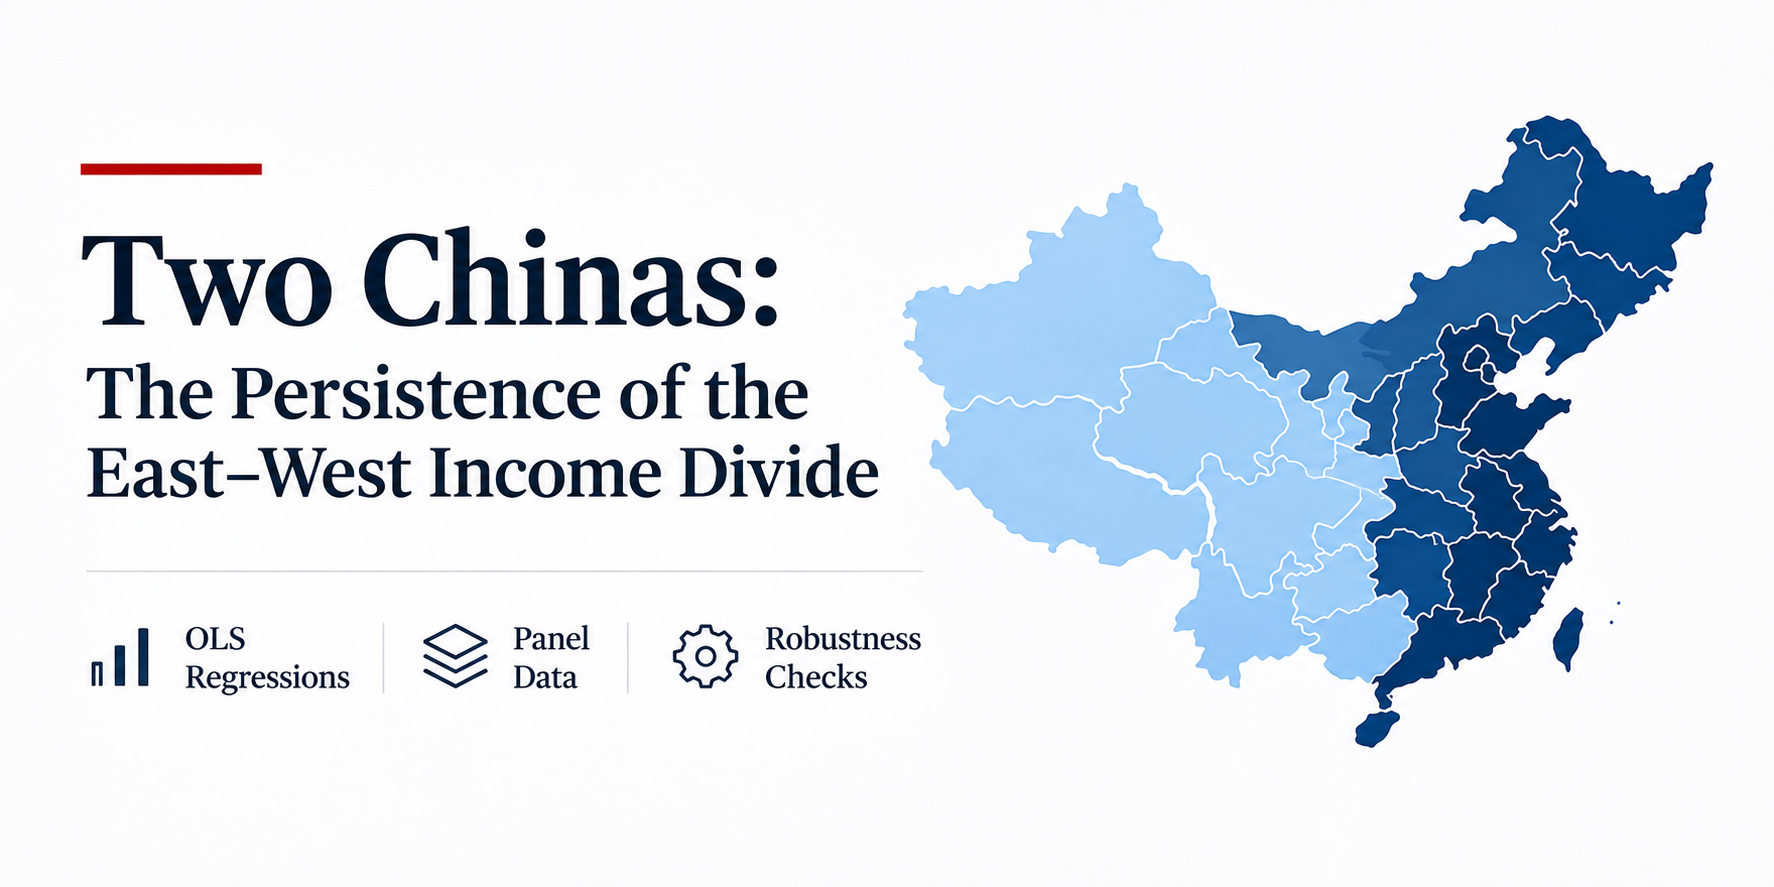 Two Chinas:
The Persistence of the
East–West Income Divide
OLS
Regressions
Panel
Data
Robustness
Checks